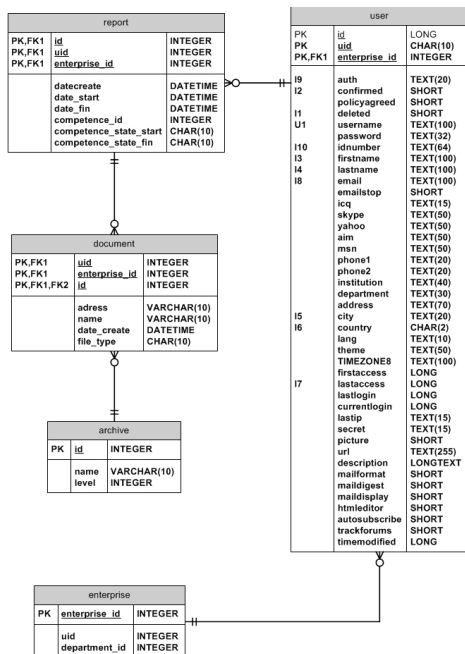 report
PK,FK1 id INTEGER
PK,FK1 uid INTEGER
PK,FK1 enterprise_id INTEGER
datecreate DATETIME
date_start DATETIME
date_fin DATETIME
competence_id INTEGER
competence_state_start CHAR(10)
competence_state_fin CHAR(10)
user
PK id LONG
PK uid CHAR(10)
PK,FK1 enterprise_id INTEGER
I9 auth TEXT(20)
I2 confirmed SHORT
policyagreed SHORT
I1 deleted SHORT
U1 username TEXT(100)
password TEXT(32)
I10 idnumber TEXT(64)
I3 firstname TEXT(100)
I4 lastname TEXT(100)
I8 email TEXT(100)
emailstop SHORT
icq TEXT(15)
skype TEXT(50)
yahoo TEXT(50)
aim TEXT(50)
msn TEXT(50)
phone1 TEXT(20)
phone2 TEXT(20)
institution TEXT(40)
department TEXT(30)
address TEXT(70)
I5 city TEXT(20)
I6 country CHAR(2)
lang TEXT(10)
theme TEXT(50)
TIMEZONE8 TEXT(100)
firstaccess LONG
I7 lastaccess LONG
lastlogin LONG
currentlogin LONG
lastip TEXT(15)
secret TEXT(15)
picture SHORT
url TEXT(255)
description LONGTEXT
mailformat SHORT
maildigest SHORT
maildisplay SHORT
htmleditor SHORT
autosubscribe SHORT
trackforums SHORT
timemodified LONG
document
PK,FK1 uid INTEGER
PK,FK1 enterprise_id INTEGER
PK,FK1,FK2 id INTEGER
adress VARCHAR(10)
name VARCHAR(10)
date_create DATETIME
file_type CHAR(10)
archive
PK id INTEGER
name VARCHAR(10)
level INTEGER
enterprise
PK enterprise_id INTEGER
uid INTEGER
department_id INTEGER